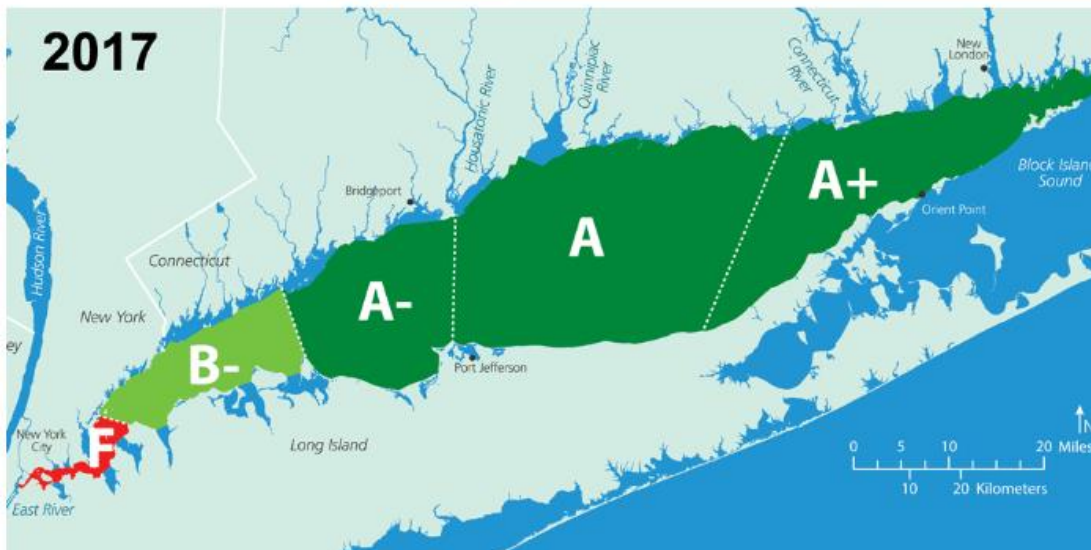 2017
Hudson River
Connecticut
New York
ey
New York
City
East River
Bridgeport
Housatonic River
Quinnipiac
River
Connecticut
River
New
London
Block Island
Sound
Orient Point
Port Jefferson
Long Island
F
B-
A-
A
A+
N
0 5 10 20 Miles
10 20 Kilometers